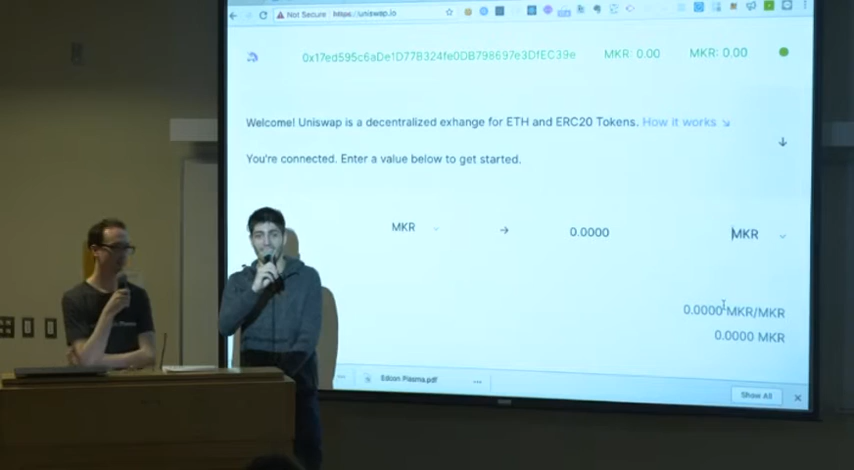 Not Secure https://uniswap.io
0x17ed595c6aDe1D77B324fe0DB798697e3DfEC39e MKR: 0.00 MKR: 0.00
Welcome! Uniswap is a decentralized exhange for ETH and ERC20 Tokens. How it works ↘
You're connected. Enter a value below to get started.
MKR → 0.0000 MKR
0.0000 MKR/MKR
0.0000 MKR
Edcon Plasma.pdf
Show All